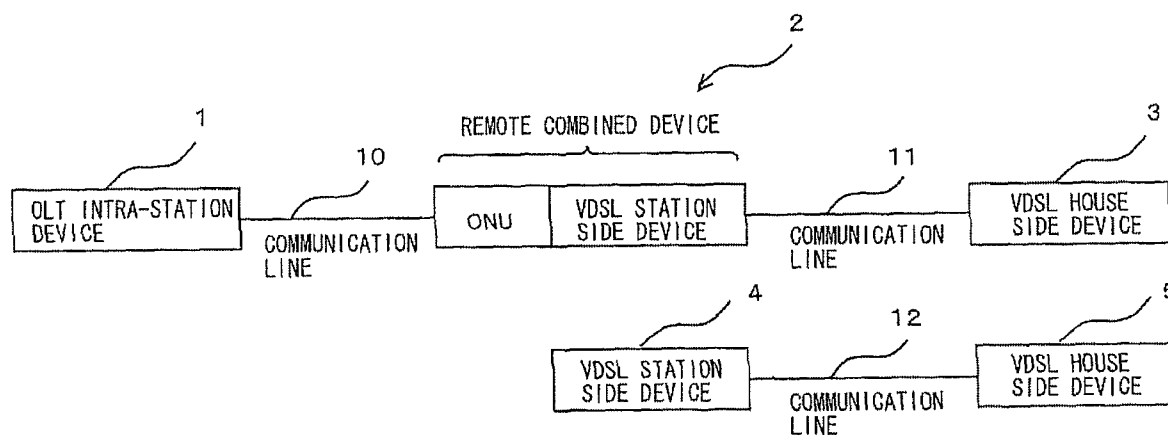 2
1
REMOTE COMBINED DEVICE
3
10
11
OLT INTRA-STATION
DEVICE
ONU
VDSL STATION
SIDE DEVICE
VDSL HOUSE
SIDE DEVICE
COMMUNICATION
LINE
COMMUNICATION
LINE
4
12
5
VDSL STATION
SIDE DEVICE
VDSL HOUSE
SIDE DEVICE
COMMUNICATION
LINE